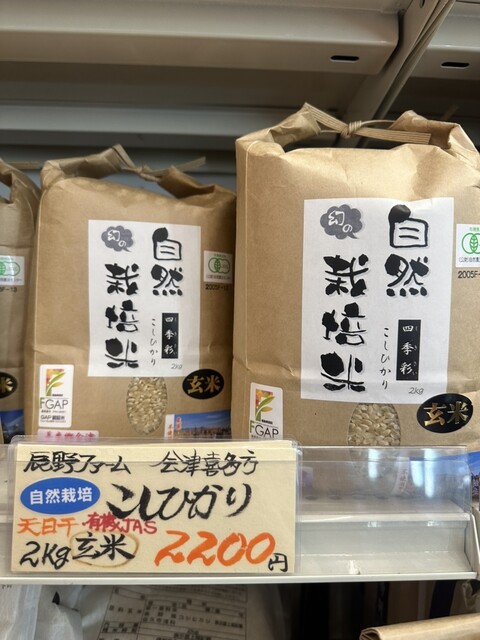 幻の
自然
栽培米
四季彩
こしひかり
2kg
玄米
FGAP
幻の
自然
栽培米
四季彩
こしひかり
2kg
玄米
2005F
FGAP
辰野ファーム 会津喜多方
自然栽培 こしひかり
天日干 有機JAS
2kg 玄米 2200円